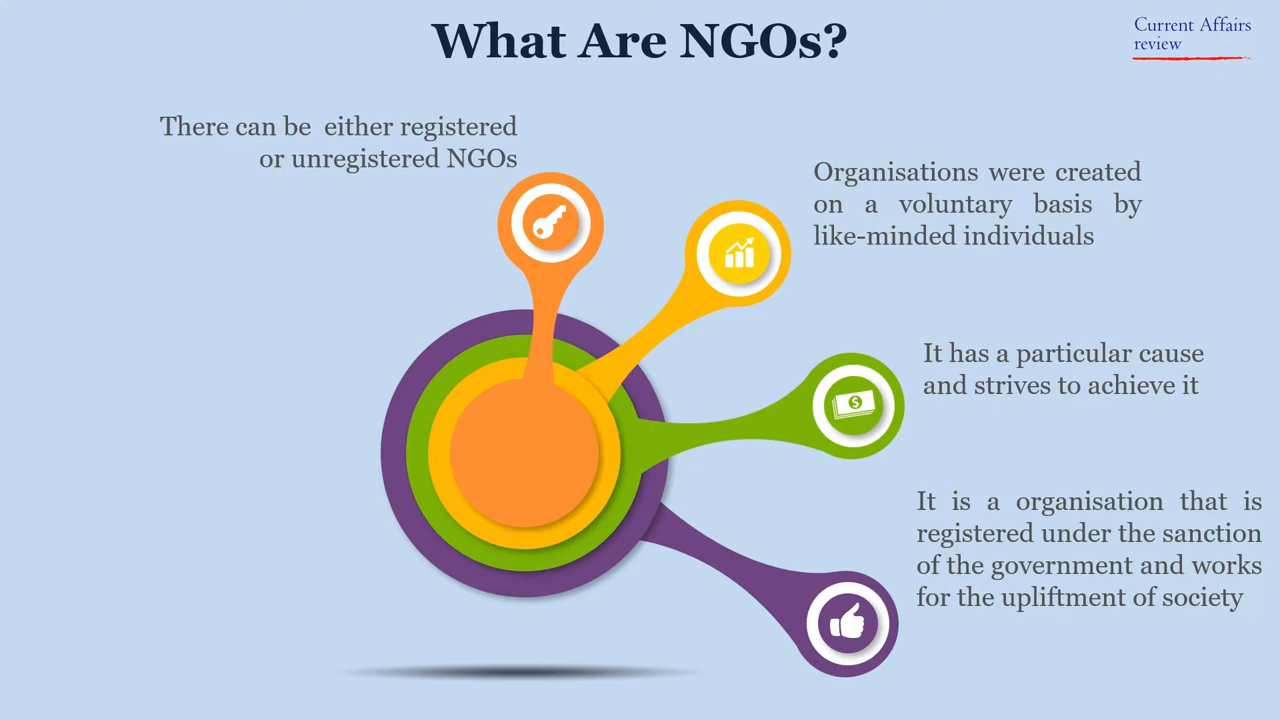 What Are NGOs?
Current Affairs
review
There can be either registered
or unregistered NGOs
Organisations were created
on a voluntary basis by
like-minded individuals
It has a particular cause
and strives to achieve it
It is a organisation that is
registered under the sanction
of the government and works
for the upliftment of society
$